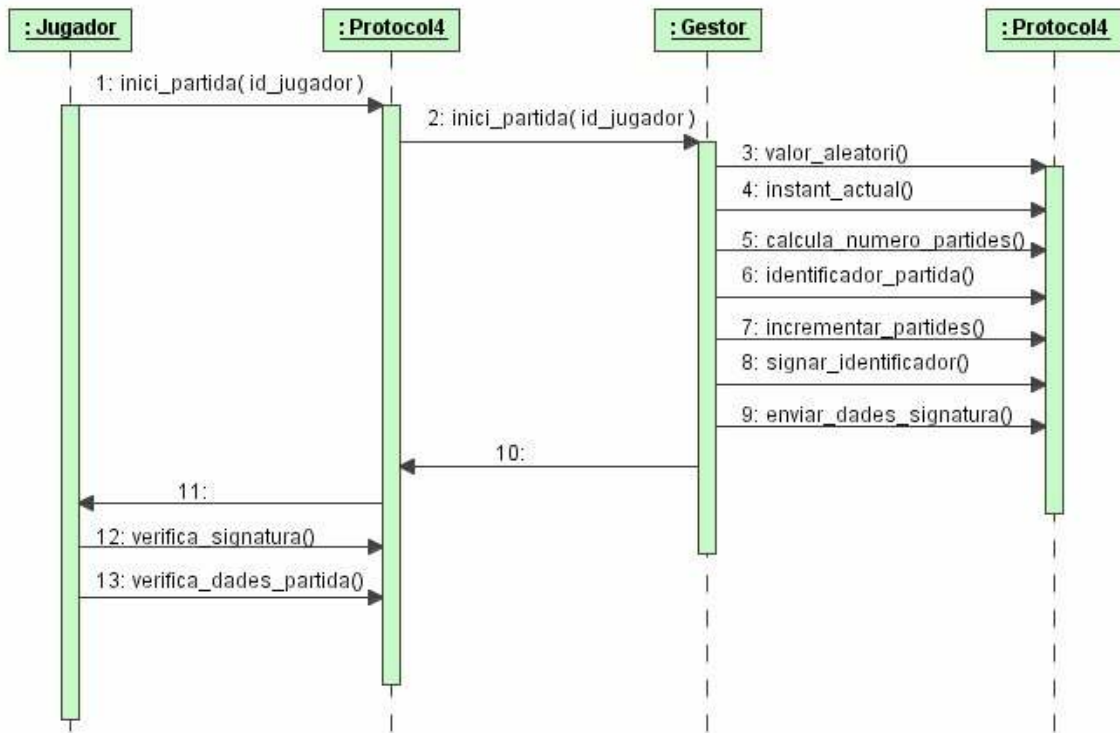 : Jugador
: Protocol4
: Gestor
: Protocol4
1: inici_partida( id_jugador )
2: inici_partida( id_jugador )
3: valor_aleatori()
4: instant_actual()
5: calcula_numero_partides()
6: identificador_partida()
7: incrementar_partides()
8: signar_identificador()
9: enviar_dades_signatura()
10:
11:
12: verifica_signatura()
13: verifica_dades_partida()